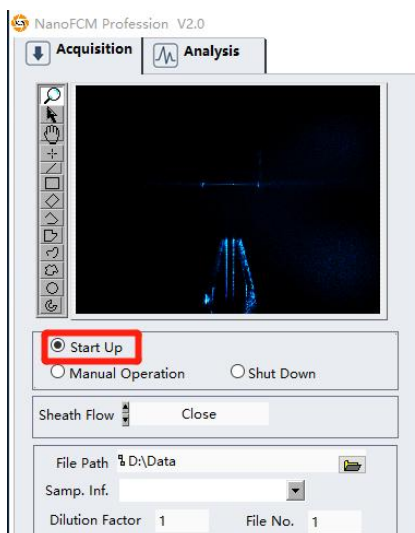 NanoFCM Profession V2.0
Acquisition Analysis
Start Up
Manual Operation Shut Down
Sheath Flow Close
File Path D:\Data
Samp. Inf.
Dilution Factor 1 File No. 1